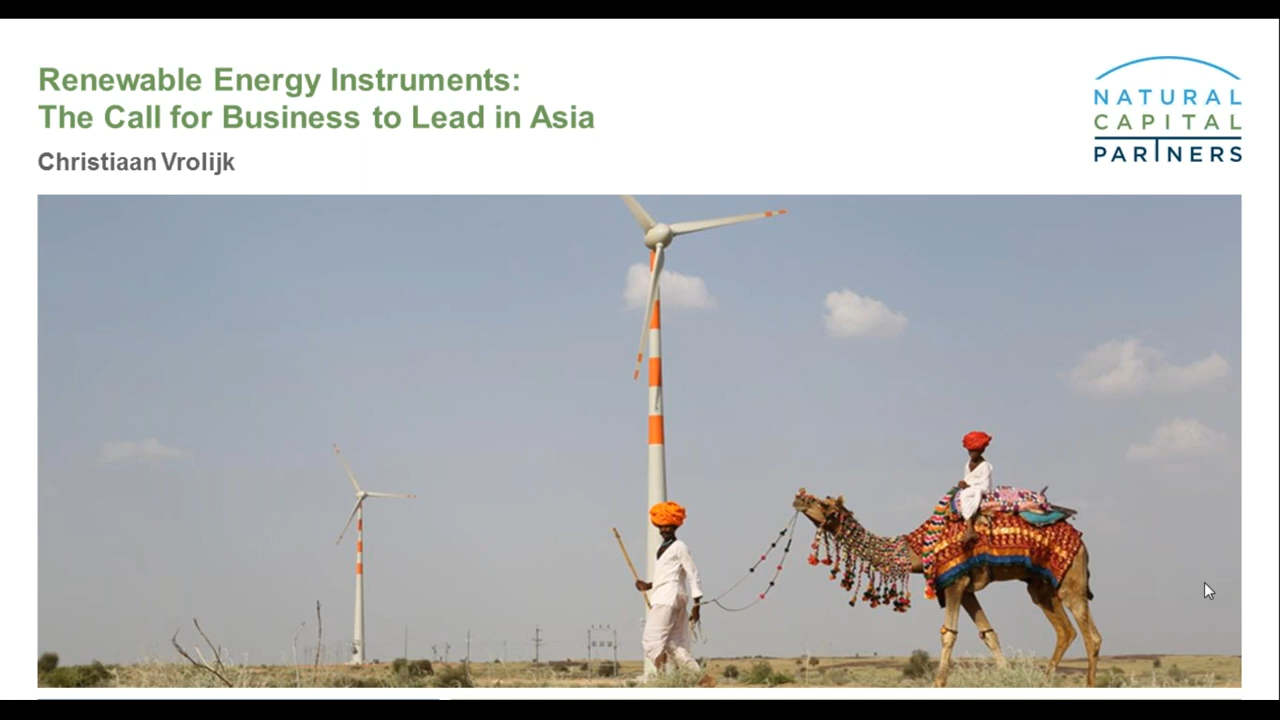 Renewable Energy Instruments:
The Call for Business to Lead in Asia
Christiaan Vrolijk
NATURAL
CAPITAL
PARTNERS